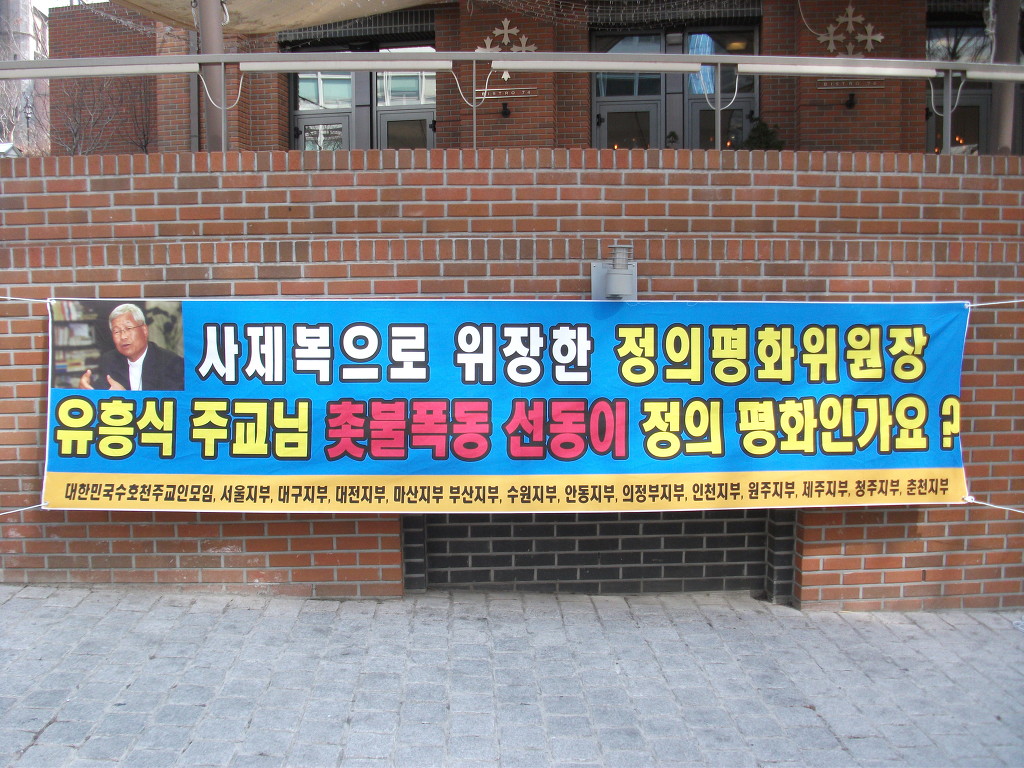 사제복으로 위장한 정의평화위원장
유흥식 주교님 촛불폭동 선동이 정의 평화인가요?
대한민국수호천주교인모임, 서울지부, 대구지부, 대전지부, 마산지부 부산지부, 수원지부, 안동지부, 의정부지부, 인천지부, 원주지부, 제주지부, 청주지부, 춘천지부